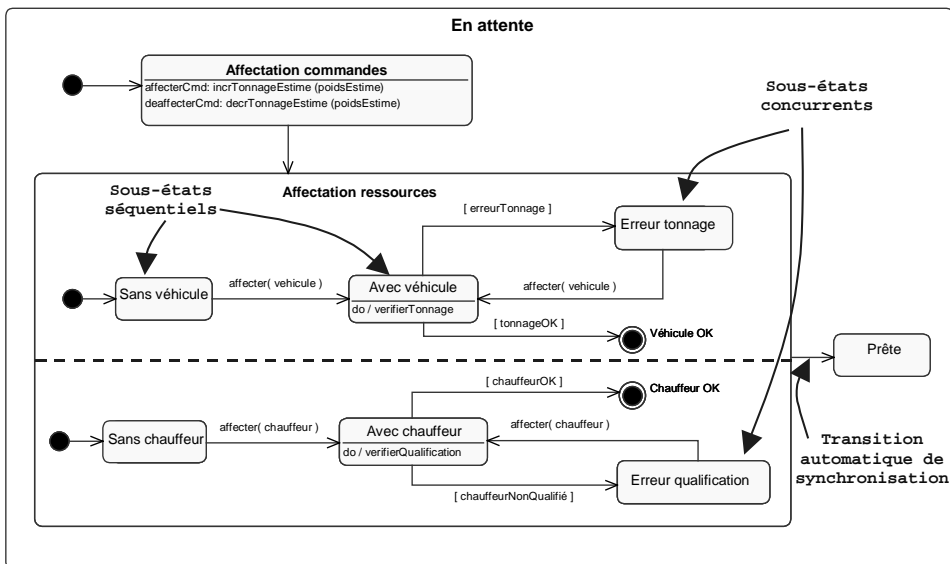 En attente
Affectation commandes
affecterCmd: incrTonnageEstime (poidsEstime)
deaffecterCmd: decrTonnageEstime (poidsEstime)
Sous-états
concurrents
Affectation ressources
Sous-états
séquentiels
[ erreurTonnage ]
Erreur tonnage
Sans véhicule
affecter( vehicule )
Avec véhicule
do / verifierTonnage
affecter( vehicule )
[ tonnageOK ]
Véhicule OK
Prête
[ chauffeurOK ]
Chauffeur OK
Sans chauffeur
affecter( chauffeur )
Avec chauffeur
do / verifierQualification
affecter( chauffeur )
Erreur qualification
[ chauffeurNonQualifié ]
Transition
automatique de
synchronisation